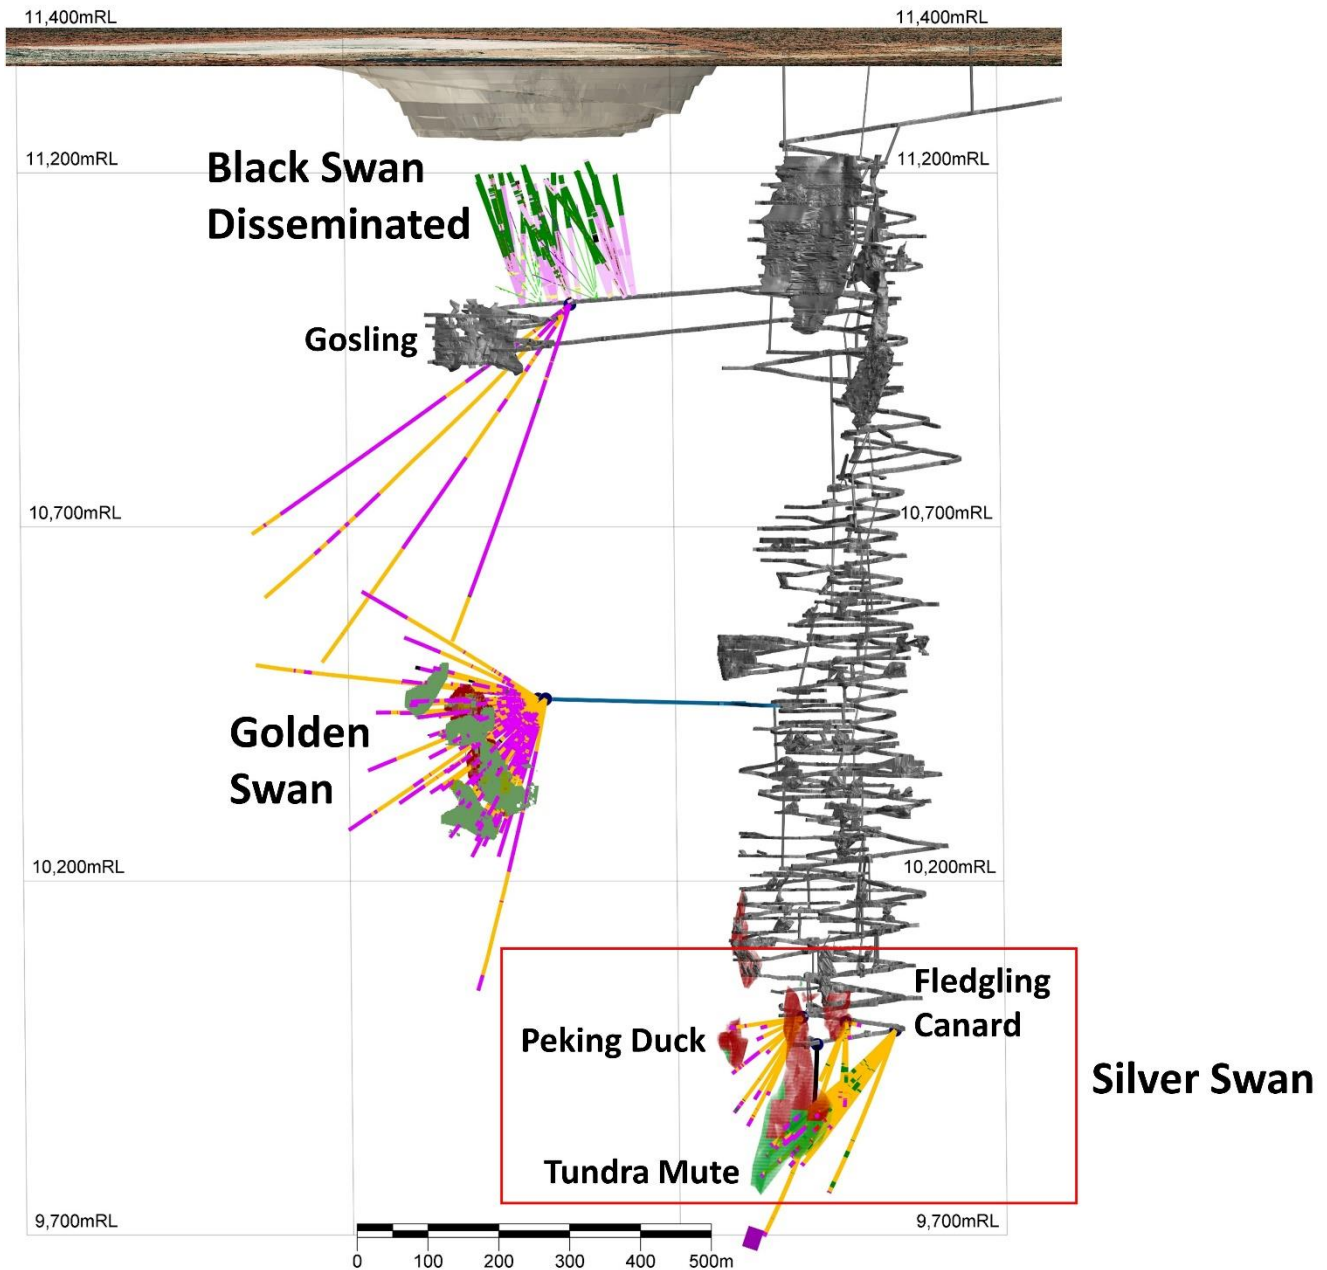 11,400mRL
11,400mRL
11,200mRL
11,200mRL
Black Swan
Disseminated
Gosling
10,700mRL
10,700mRL
Golden
Swan
10,200mRL
10,200mRL
Fledgling
Canard
Peking Duck
Silver Swan
Tundra Mute
9,700mRL
9,700mRL
0 100 200 300 400 500m